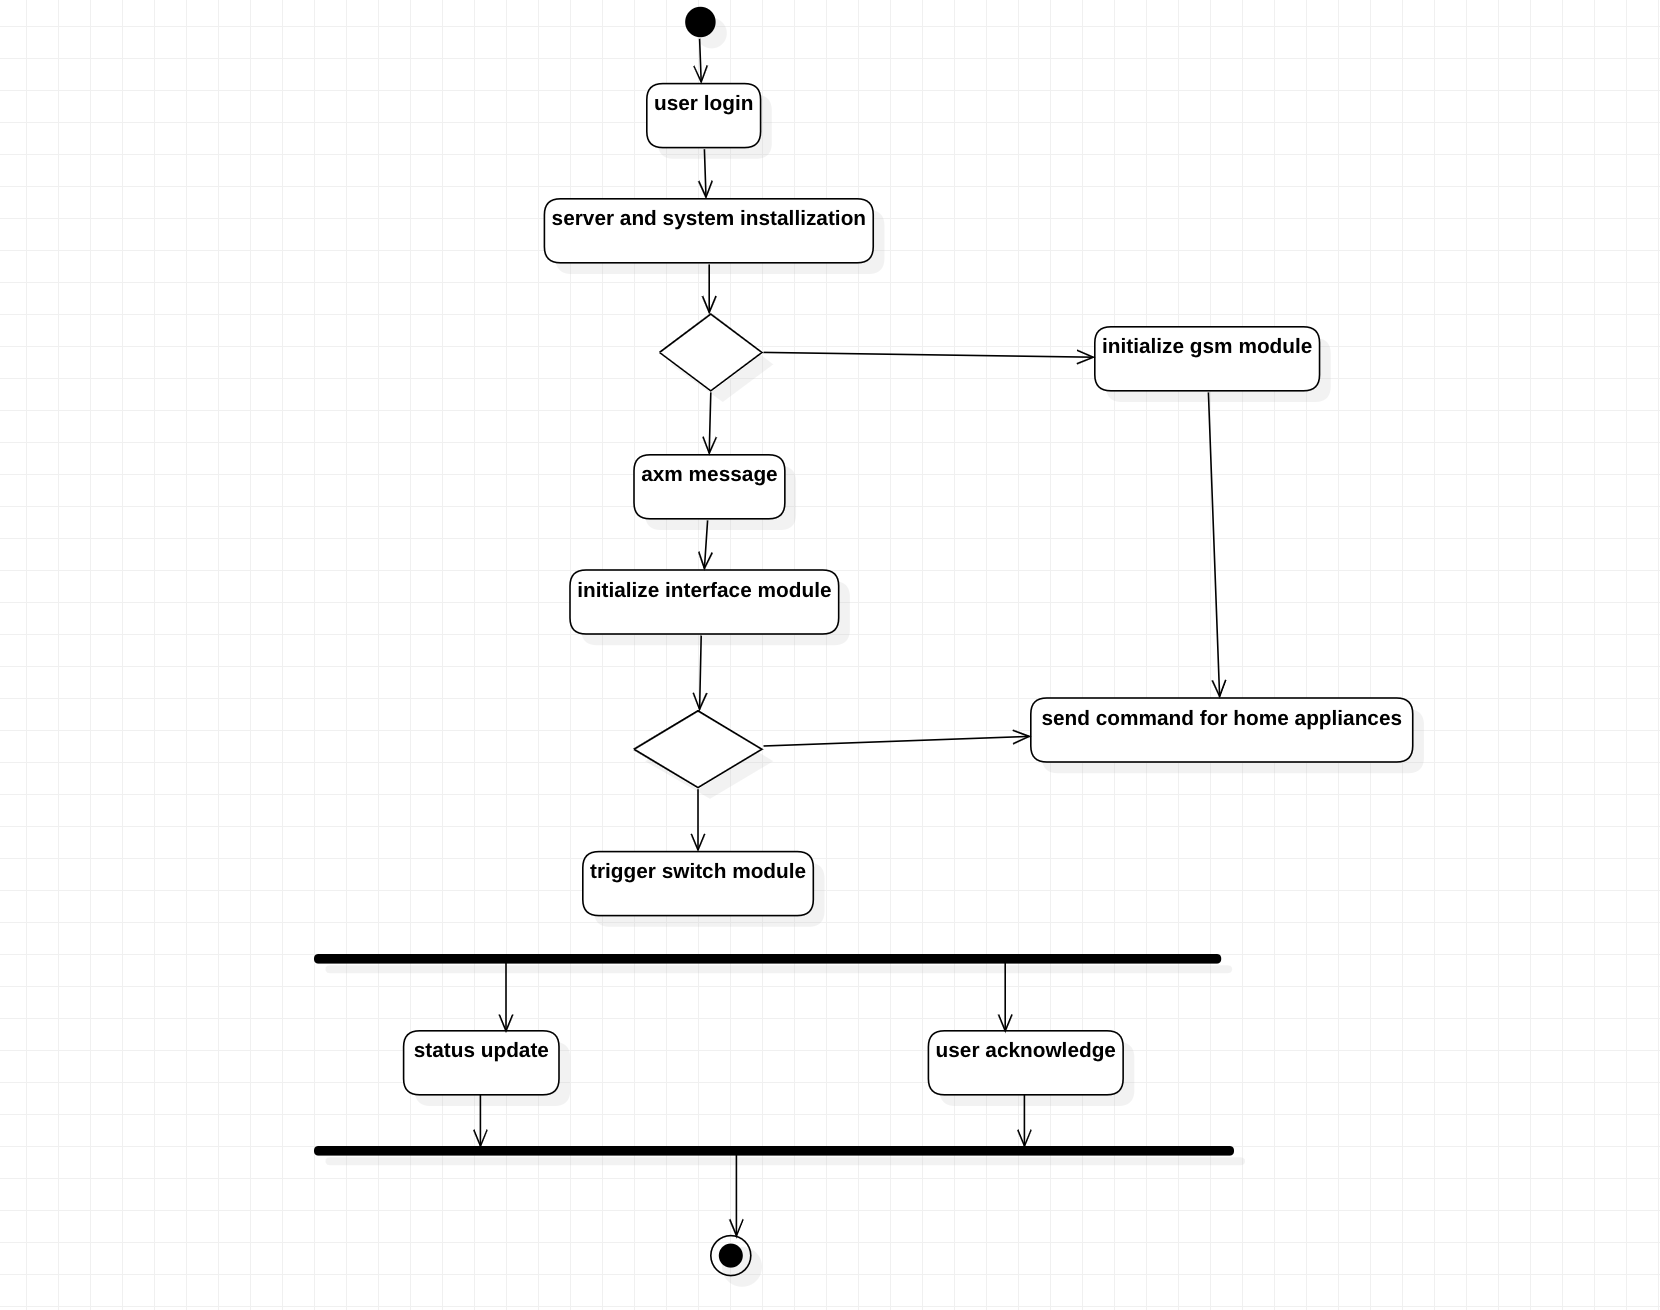 user login
server and system installization
initialize gsm module
axm message
initialize interface module
send command for home appliances
trigger switch module
status update
user acknowledge